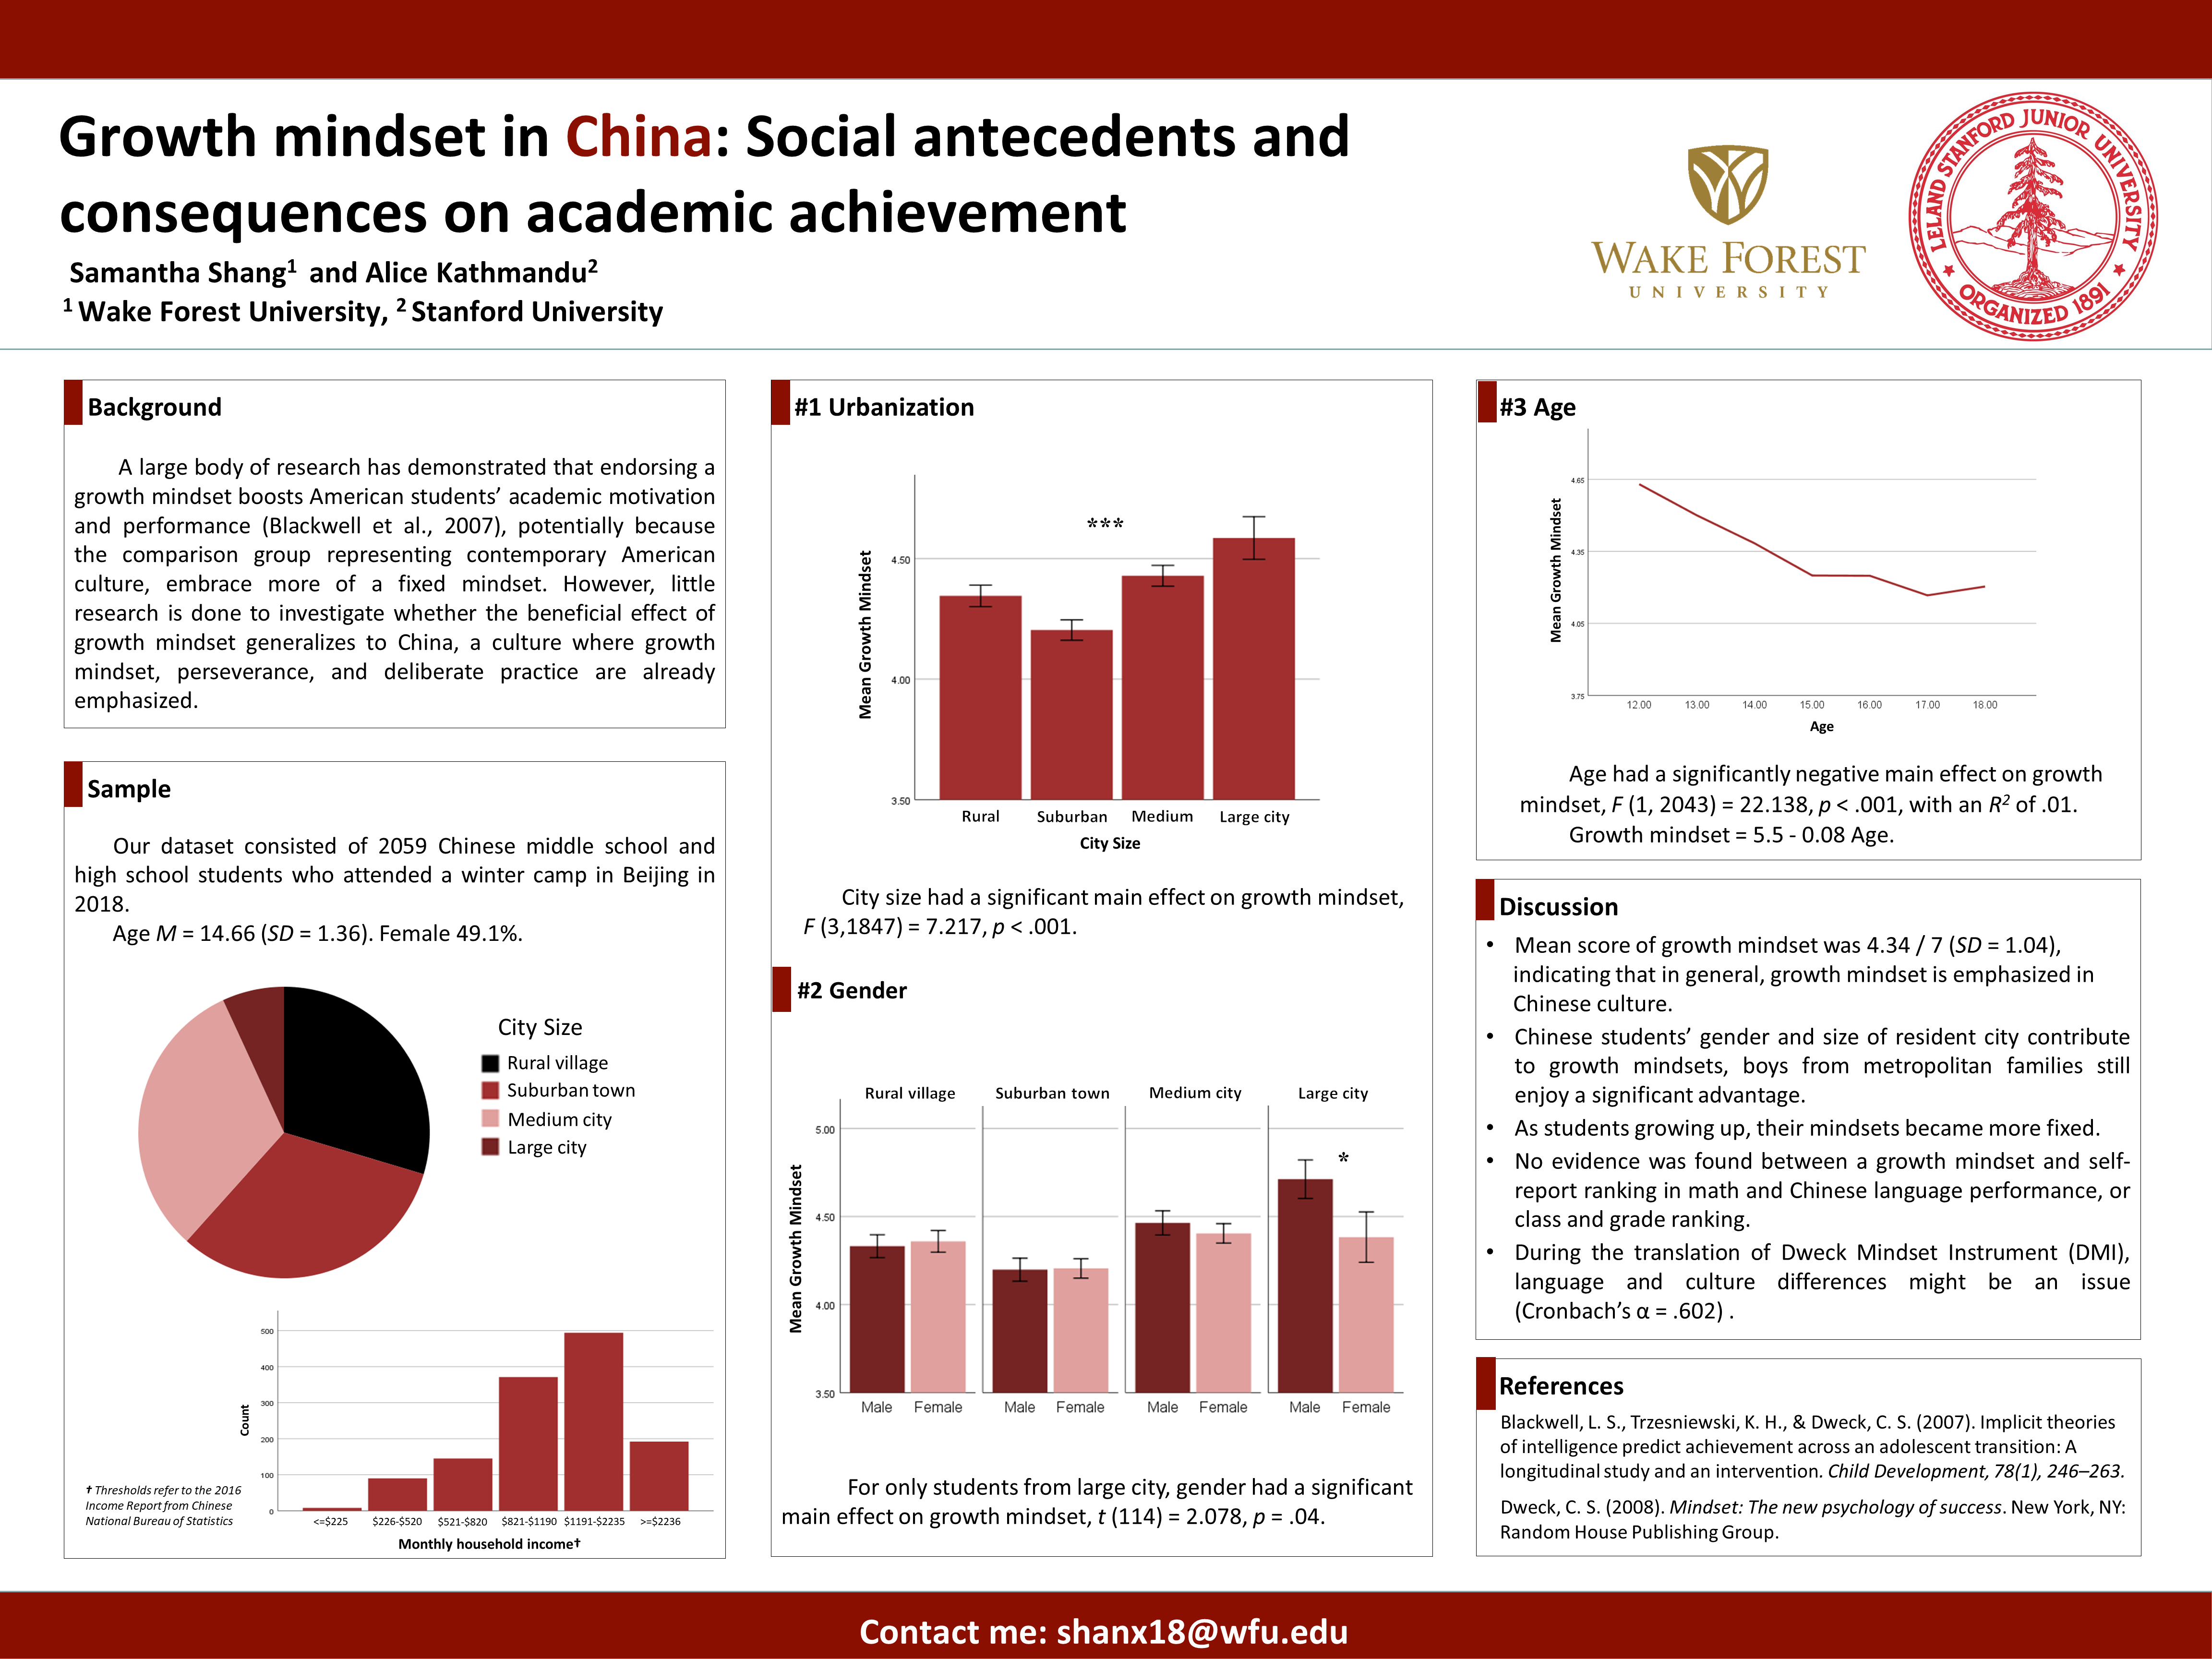 Growth mindset in China: Social antecedents and
consequences on academic achievement
Samantha Shang1 and Alice Kathmandu2
1 Wake Forest University, 2 Stanford University
WAKE FOREST
UNIVERSITY
LELAND STANFORD JUNIOR UNIVERSITY
ORGANIZED 1891
Background
A large body of research has demonstrated that endorsing a
growth mindset boosts American students’ academic motivation
and performance (Blackwell et al., 2007), potentially because
the comparison group representing contemporary American
culture, embrace more of a fixed mindset. However, little
research is done to investigate whether the beneficial effect of
growth mindset generalizes to China, a culture where growth
mindset, perseverance, and deliberate practice are already
emphasized.
Sample
Our dataset consisted of 2059 Chinese middle school and
high school students who attended a winter camp in Beijing in
2018.
Age M = 14.66 (SD = 1.36). Female 49.1%.
City Size
Rural village
Suburban town
Medium city
Large city
500
400
300
200
100
0
Count
<=$225 $226-$520 $521-$820 $821-$1190 $1191-$2235 >=$2236
Monthly household income†
† Thresholds refer to the 2016
Income Report from Chinese
National Bureau of Statistics
#1 Urbanization
***
4.50
4.00
3.50
Mean Growth Mindset
Rural Suburban Medium Large city
City Size
City size had a significant main effect on growth mindset,
F (3,1847) = 7.217, p < .001.
#2 Gender
Rural village Suburban town Medium city Large city
*
5.00
4.50
4.00
3.50
Mean Growth Mindset
Male Female Male Female Male Female Male Female
For only students from large city, gender had a significant
main effect on growth mindset, t (114) = 2.078, p = .04.
#3 Age
4.65
4.35
4.05
3.75
Mean Growth Mindset
12.00 13.00 14.00 15.00 16.00 17.00 18.00
Age
Age had a significantly negative main effect on growth
mindset, F (1, 2043) = 22.138, p < .001, with an R2 of .01.
Growth mindset = 5.5 - 0.08 Age.
Discussion
• Mean score of growth mindset was 4.34 / 7 (SD = 1.04),
indicating that in general, growth mindset is emphasized in
Chinese culture.
• Chinese students’ gender and size of resident city contribute
to growth mindsets, boys from metropolitan families still
enjoy a significant advantage.
• As students growing up, their mindsets became more fixed.
• No evidence was found between a growth mindset and self-
report ranking in math and Chinese language performance, or
class and grade ranking.
• During the translation of Dweck Mindset Instrument (DMI),
language and culture differences might be an issue
(Cronbach’s α = .602) .
References
Blackwell, L. S., Trzesniewski, K. H., & Dweck, C. S. (2007). Implicit theories
of intelligence predict achievement across an adolescent transition: A
longitudinal study and an intervention. Child Development, 78(1), 246–263.
Dweck, C. S. (2008). Mindset: The new psychology of success. New York, NY:
Random House Publishing Group.
Contact me: shanx18@wfu.edu